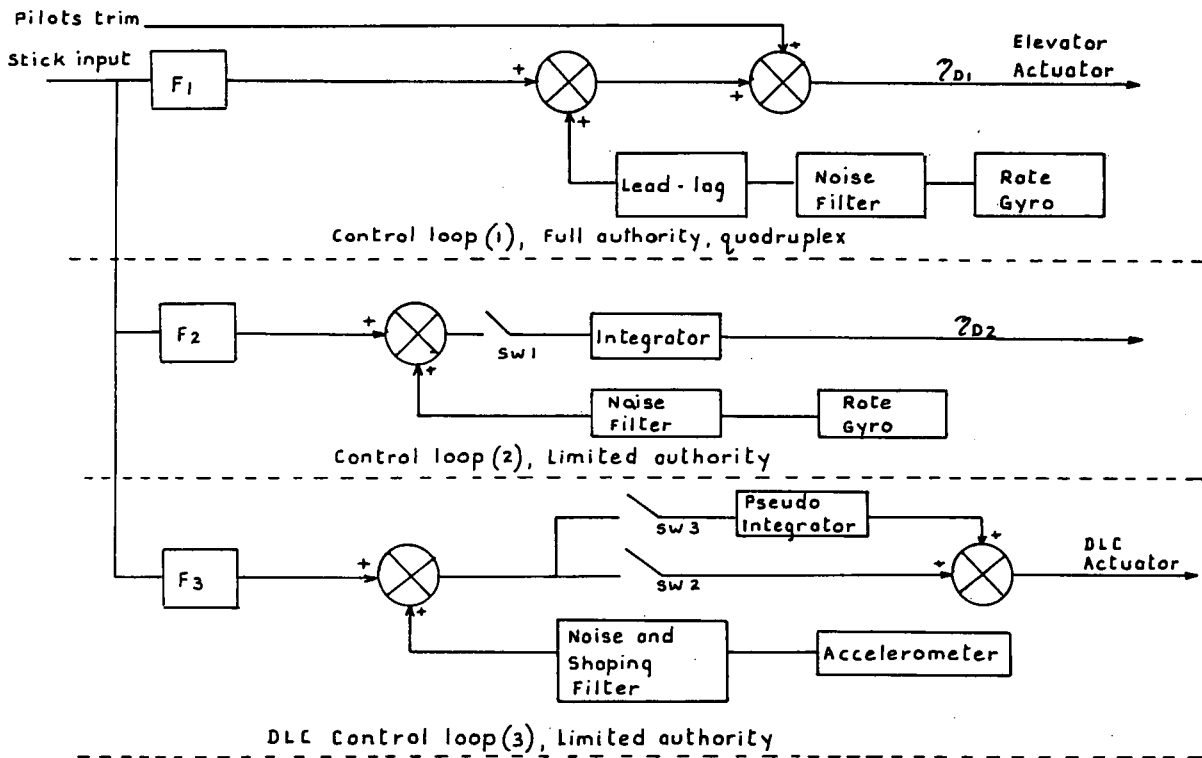 Pilots trim
Stick input
F1
+
+
+
+
ηD1
Elevator
Actuator
Lead-lag
Noise
Filter
Rate
Gyro
Control loop (1), Full authority, quadruplex
F2
+
+
SW1
Integrator
ηD2
Noise
Filter
Rate
Gyro
Control loop (2), Limited authority
F3
+
+
SW3
Pseudo
Integrator
SW2
+
+
DLC
Actuator
Noise and
Shaping
Filter
Accelerometer
DLC Control loop (3), Limited authority